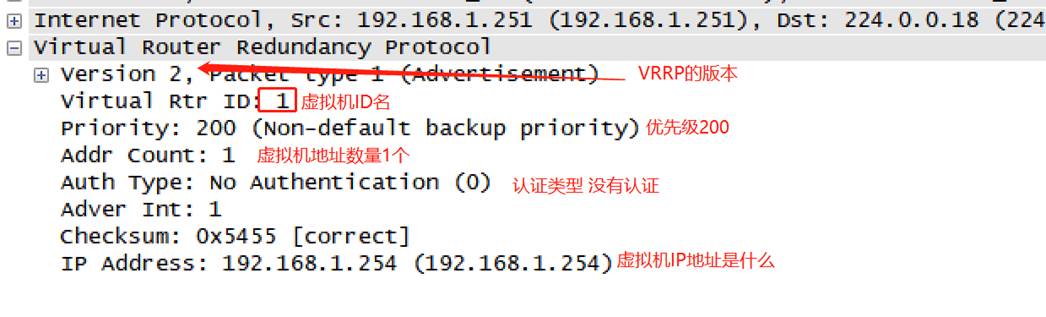 Internet Protocol, Src: 192.168.1.251 (192.168.1.251), Dst: 224.0.0.18 (224
Virtual Router Redundancy Protocol
Version 2, Packet type 1 (Advertisement) VRRP的版本
Virtual Rtr ID: 1 虚拟机ID名
Priority: 200 (Non-default backup priority) 优先级200
Addr Count: 1 虚拟机地址数量1个
Auth Type: No Authentication (0) 认证类型 没有认证
Adver Int: 1
Checksum: 0x5455 [correct]
IP Address: 192.168.1.254 (192.168.1.254) 虚拟机IP地址是什么